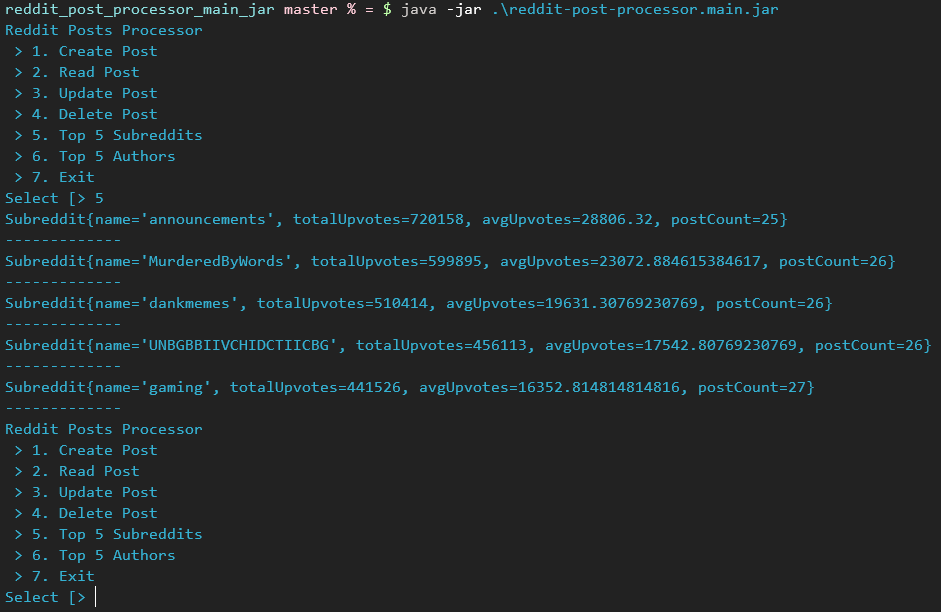 reddit_post_processor_main_jar master % = $ java -jar .\reddit-post-processor.main.jar
Reddit Posts Processor
 > 1. Create Post
 > 2. Read Post
 > 3. Update Post
 > 4. Delete Post
 > 5. Top 5 Subreddits
 > 6. Top 5 Authors
 > 7. Exit
Select [> 5
Subreddit{name='announcements', totalUpvotes=720158, avgUpvotes=28806.32, postCount=25}
-------------
Subreddit{name='MurderedByWords', totalUpvotes=599895, avgUpvotes=23072.884615384617, postCount=26}
-------------
Subreddit{name='dankmemes', totalUpvotes=510414, avgUpvotes=19631.30769230769, postCount=26}
-------------
Subreddit{name='UNBGBBIIVCHIDCTIICBG', totalUpvotes=456113, avgUpvotes=17542.80769230769, postCount=26}
-------------
Subreddit{name='gaming', totalUpvotes=441526, avgUpvotes=16352.814814814816, postCount=27}
-------------
Reddit Posts Processor
 > 1. Create Post
 > 2. Read Post
 > 3. Update Post
 > 4. Delete Post
 > 5. Top 5 Subreddits
 > 6. Top 5 Authors
 > 7. Exit
Select [>